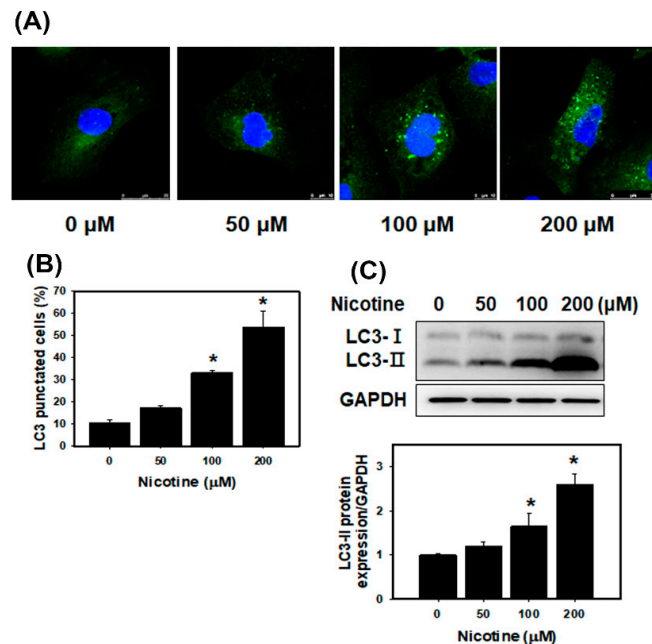 (A)
0 μM 50 μM 100 μM 200 μM
(B)
LC3 punctated cells (%)
70
60
50
40
30
20
10
0
* *
0 50 100 200
Nicotine (μM)
(C)
Nicotine 0 50 100 200 (μM)
LC3-Ⅰ
LC3-Ⅱ
GAPDH
LC3-II protein
expression/GAPDH
3
2
1
0
* *
0 50 100 200
Nicotine (μM)